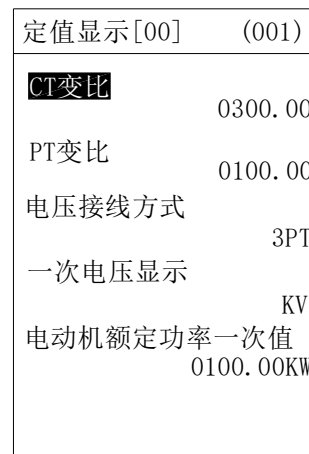 定值显示[00] (001)
CT变比
0300.00
PT变比
0100.00
电压接线方式
3PT
一次电压显示
KV
电动机额定功率一次值
0100.00KW